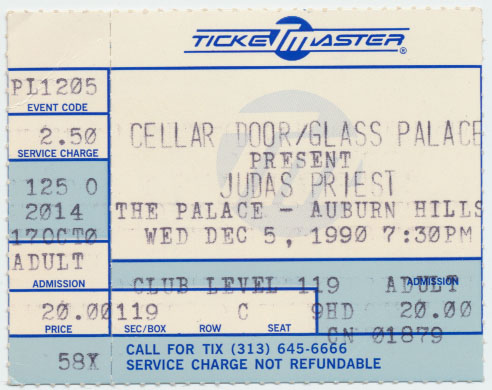 TICKETMASTER®
PL1205
EVENT CODE
CELLAR DOOR/GLASS PALACE
2.50
PRESENT
SERVICE CHARGE
JUDAS PRIEST
125 0
2014
THE PALACE - AUBURN HILLS
17OCT0
WED DEC 5, 1990 7:30PM
ADULT
CLUB LEVEL 119 ADULT
ADMISSION
ADMISSION
20.00
119 C 9HD 20.00
PRICE
SEC/BOX ROW SEAT
CN 01879
58X
CALL FOR TIX (313) 645-6666
SERVICE CHARGE NOT REFUNDABLE